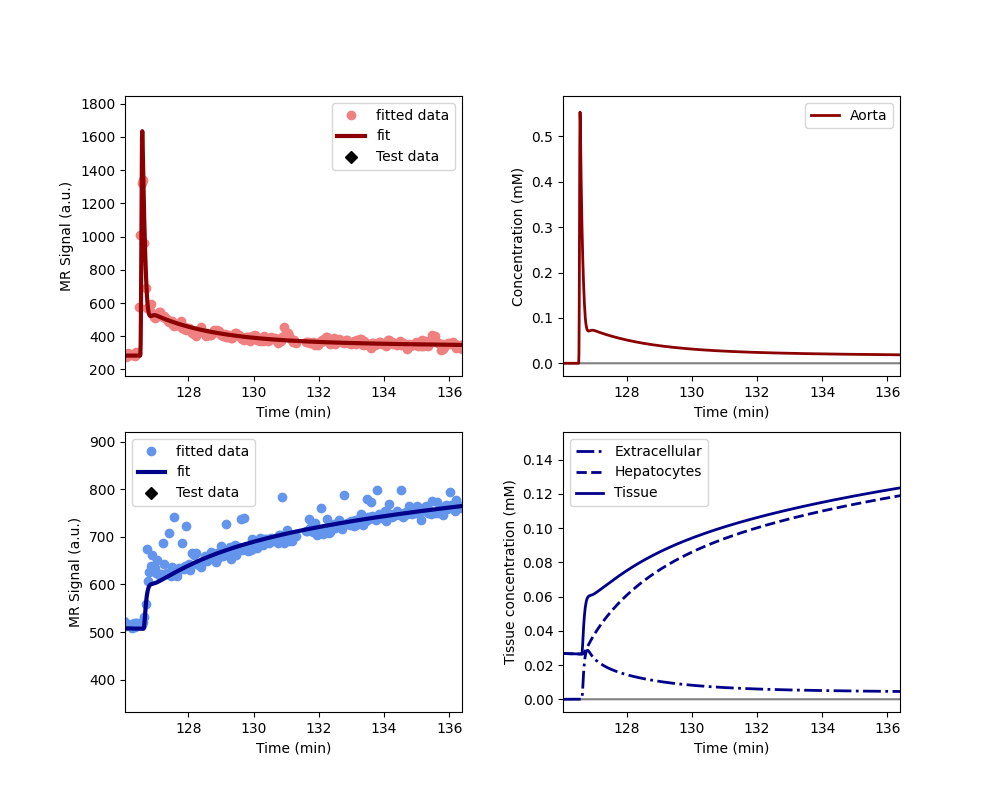 1800
1600
1400
1200
1000
800
600
400
200
MR Signal (a.u.)
fitted data
fit
Test data
128
130
132
134
136
Time (min)
0.5
0.4
0.3
0.2
0.1
0.0
Concentration (mM)
Aorta
128
130
132
134
136
Time (min)
900
800
700
600
500
400
MR Signal (a.u.)
fitted data
fit
Test data
128
130
132
134
136
Time (min)
0.14
0.12
0.10
0.08
0.06
0.04
0.02
0.00
Tissue concentration (mM)
Extracellular
Hepatocytes
Tissue
128
130
132
134
136
Time (min)